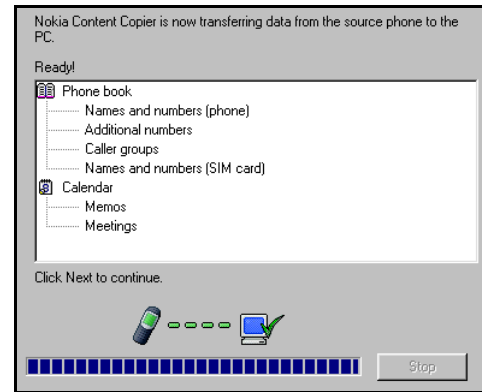 Nokia Content Copier is now transferring data from the source phone to the
PC.
Ready!
Phone book
Names and numbers (phone)
Additional numbers
Caller groups
Names and numbers (SIM card)
Calendar
Memos
Meetings
Click Next to continue.
Stop